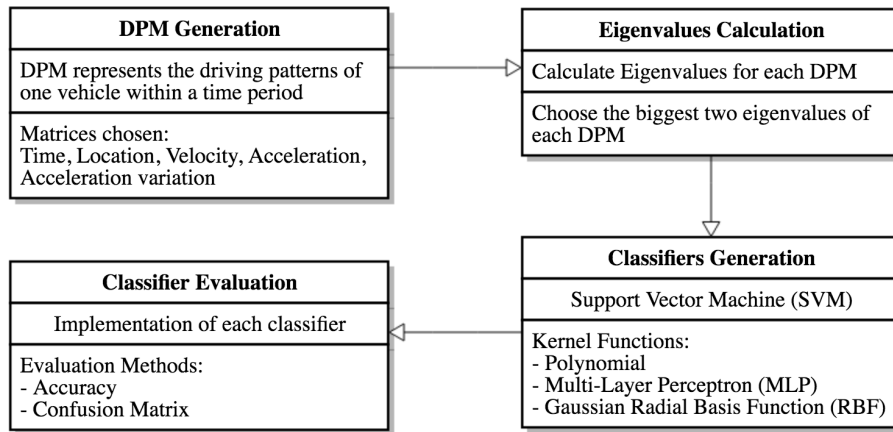 DPM Generation
DPM represents the driving patterns of
one vehicle within a time period
Matrices chosen:
Time, Location, Velocity, Acceleration,
Acceleration variation
Eigenvalues Calculation
Calculate Eigenvalues for each DPM
Choose the biggest two eigenvalues of
each DPM
Classifiers Generation
Support Vector Machine (SVM)
Kernel Functions:
- Polynomial
- Multi-Layer Perceptron (MLP)
- Gaussian Radial Basis Function (RBF)
Classifier Evaluation
Implementation of each classifier
Evaluation Methods:
- Accuracy
- Confusion Matrix